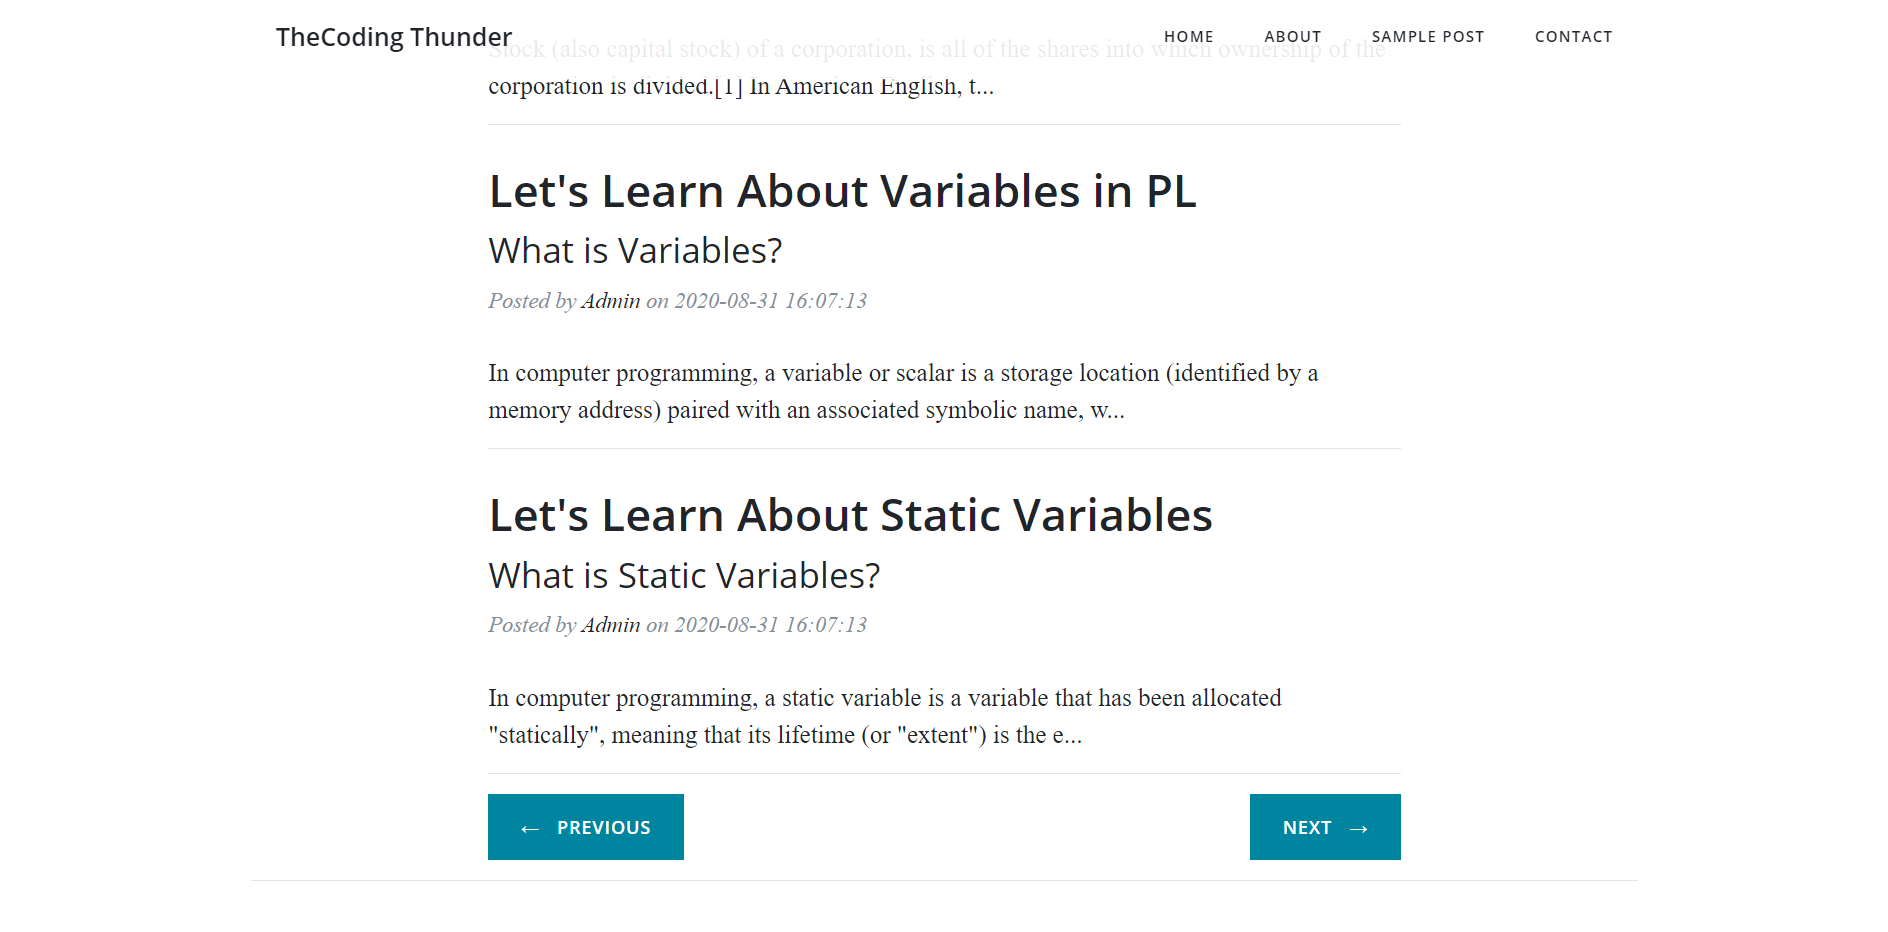 TheCoding Thunder
HOME
ABOUT
SAMPLE POST
CONTACT
Stock (also capital stock) of a corporation, is all of the shares into which ownership of the
corporation is divided.[1] In American English, t...
Let's Learn About Variables in PL
What is Variables?
Posted by Admin on 2020-08-31 16:07:13
In computer programming, a variable or scalar is a storage location (identified by a
memory address) paired with an associated symbolic name, w...
Let's Learn About Static Variables
What is Static Variables?
Posted by Admin on 2020-08-31 16:07:13
In computer programming, a static variable is a variable that has been allocated
"statically", meaning that its lifetime (or "extent") is the e...
← PREVIOUS
NEXT →